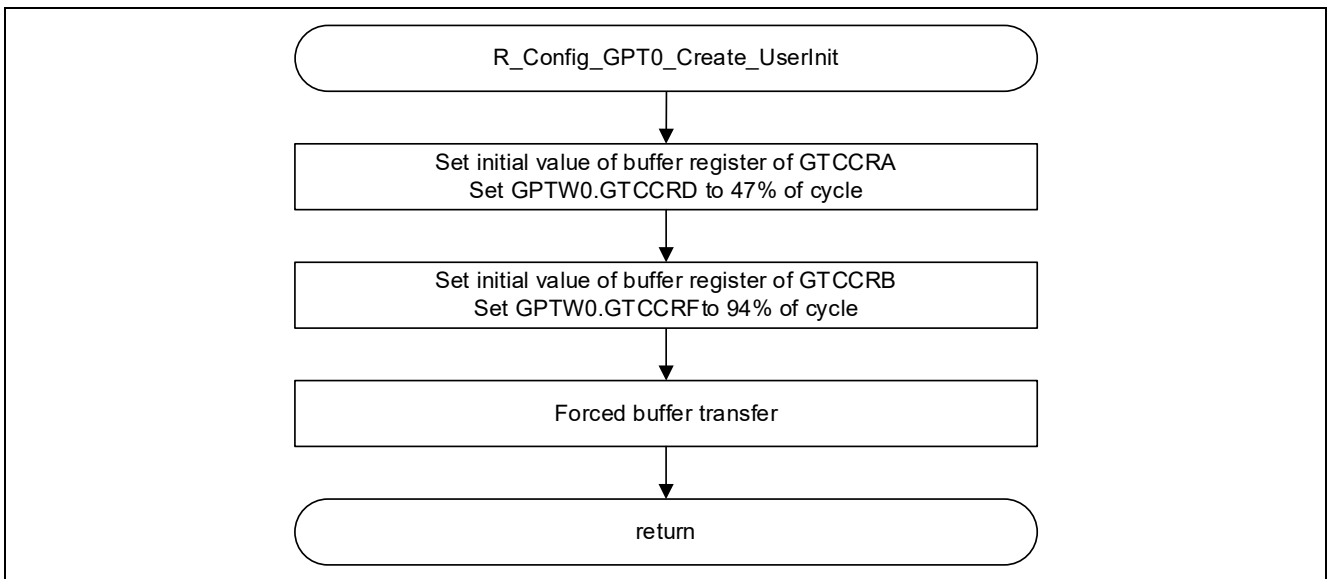 R_Config_GPT0_Create_UserInit
Set initial value of buffer register of GTCCRA
Set GPTW0.GTCCRD to 47% of cycle
Set initial value of buffer register of GTCCRB
Set GPTW0.GTCCRFto 94% of cycle
Forced buffer transfer
return